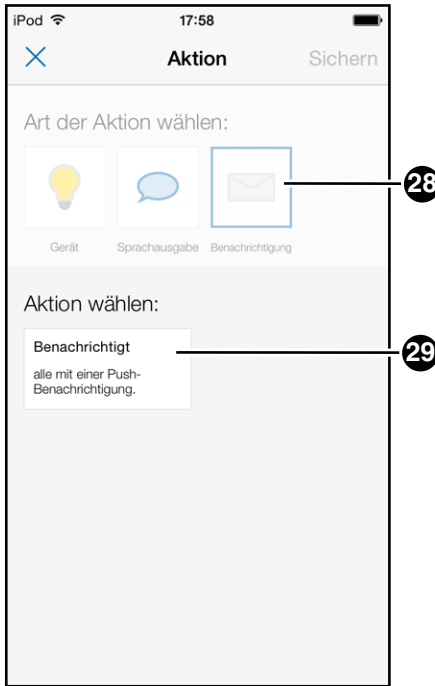 iPod 17:58
Aktion Sichern
Art der Aktion wählen:
28
Gerät Sprachausgabe Benachrichtigung
Aktion wählen:
Benachrichtigt
29
alle mit einer Push-
Benachrichtigung.